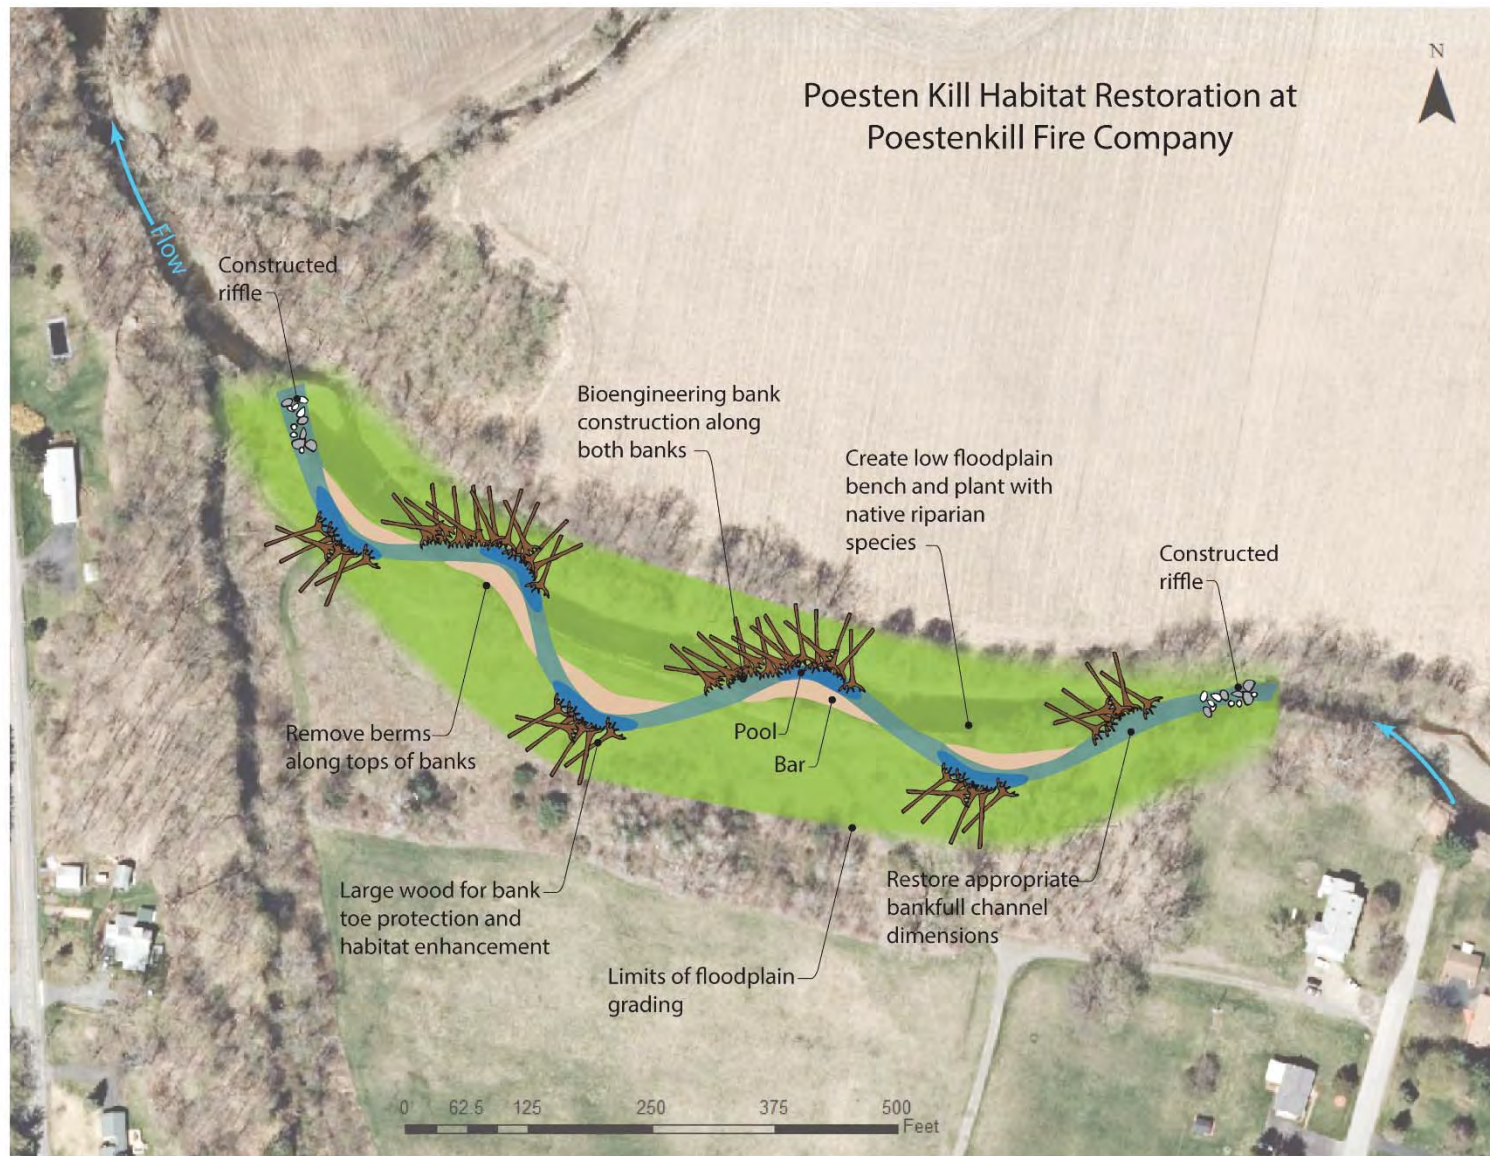 N
Poesten Kill Habitat Restoration at
Poestenkill Fire Company
Flow
Constructed
riffle
Bioengineering bank
construction along
both banks
Create low floodplain
bench and plant with
native riparian
species
Constructed
riffle
Remove berms
along tops of banks
Pool
Bar
Large wood for bank
toe protection and
habitat enhancement
Restore appropriate
bankfull channel
dimensions
Limits of floodplain
grading
0 62.5 125 250 375 500
Feet